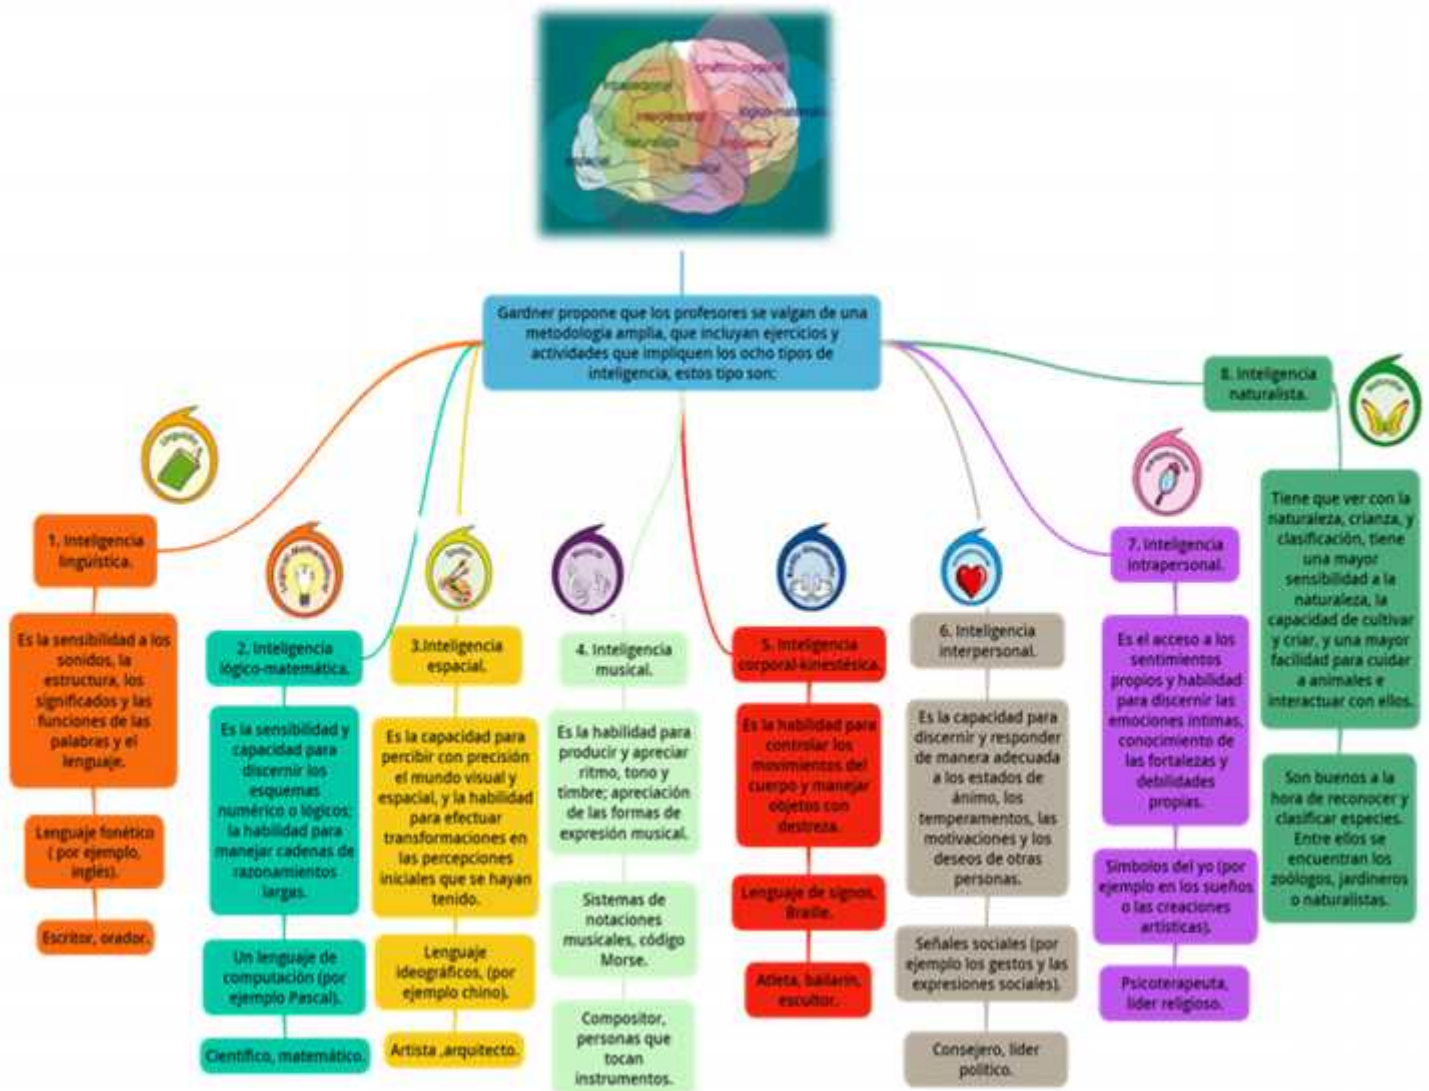 interpersonal
lógico-matemática
naturalista
lingüística
espacial
musical
Gardner propone que los profesores se valgan de una
metodologia amplia, que incluyan ejercicios y
actividades que impliquen los ocho tipos de
inteligencia, estos tipo son:
1. Inteligencia
linguística.
Es la sensibilidad a los
sonidos, la
estructura, los
significados y las
funciones de las
palabras y el
lenguaje.
Lenguaje fonético
( por ejemplo,
inglés).
Escritor, orador.
2. Inteligencia
lógico-matemática.
Es la sensibilidad y
capacidad para
discernir los
esquemas
numérico o lógicos;
la habilidad para
manejar cadenas de
razonamientos
largas.
Un lenguaje de
computación (por
ejemplo Pascal).
Científico, matemático.
3.Inteligencia
espacial.
Es la capacidad para
percibir con precisión
el mundo visual y
espacial, y la habilidad
para efectuar
transformaciones en
las percepciones
iniciales que se hayan
tenido.
Lenguaje
ideográficos, (por
ejemplo chino).
Artista ,arquitecto.
Musical
4. Inteligencia
musical.
Es la habilidad para
producir y apreciar
ritmo, tono y
timbre; apreciación
de las formas de
expresión musical.
Sistemas de
notaciones
musicales, código
Morse.
Compositor,
personas que
tocan
instrumentos.
5. Inteligencia
corporal-kinestésica.
Es la habilidad para
controlar los
movimientos del
cuerpo y manejar
objetos con
destreza.
Lenguaje de signos,
Braille.
Atleta, bailarín,
escultor.
6. Inteligencia
interpersonal.
Es la capacidad para
discernir y responder
de manera adecuada
a los estados de
ánimo, los
temperamentos, las
motivaciones y los
deseos de otras
personas.
Señales sociales (por
ejemplo los gestos y las
expresiones sociales).
Consejero, líder
político.
7. Inteligencia
intrapersonal.
Es el acceso a los
sentimientos
propios y habilidad
para discernir las
emociones intimas,
conocimiento de
las fortalezas y
debilidades
propias.
Símbolos del yo (por
ejemplo en los sueños
o las creaciones
artísticas).
Psicoterapeuta,
líder religioso.
8. Inteligencia
naturalista.
Tiene que ver con la
naturaleza, crianza, y
clasificación, tiene
una mayor
sensibilidad a la
naturaleza, la
capacidad de cultivar
y criar, y una mayor
facilidad para cuidar
a animales e
interactuar con ellos.
Son buenos a la
hora de reconocer y
clasificar especies.
Entre ellos se
encuentran los
zoólogos, jardineros
o naturalistas.